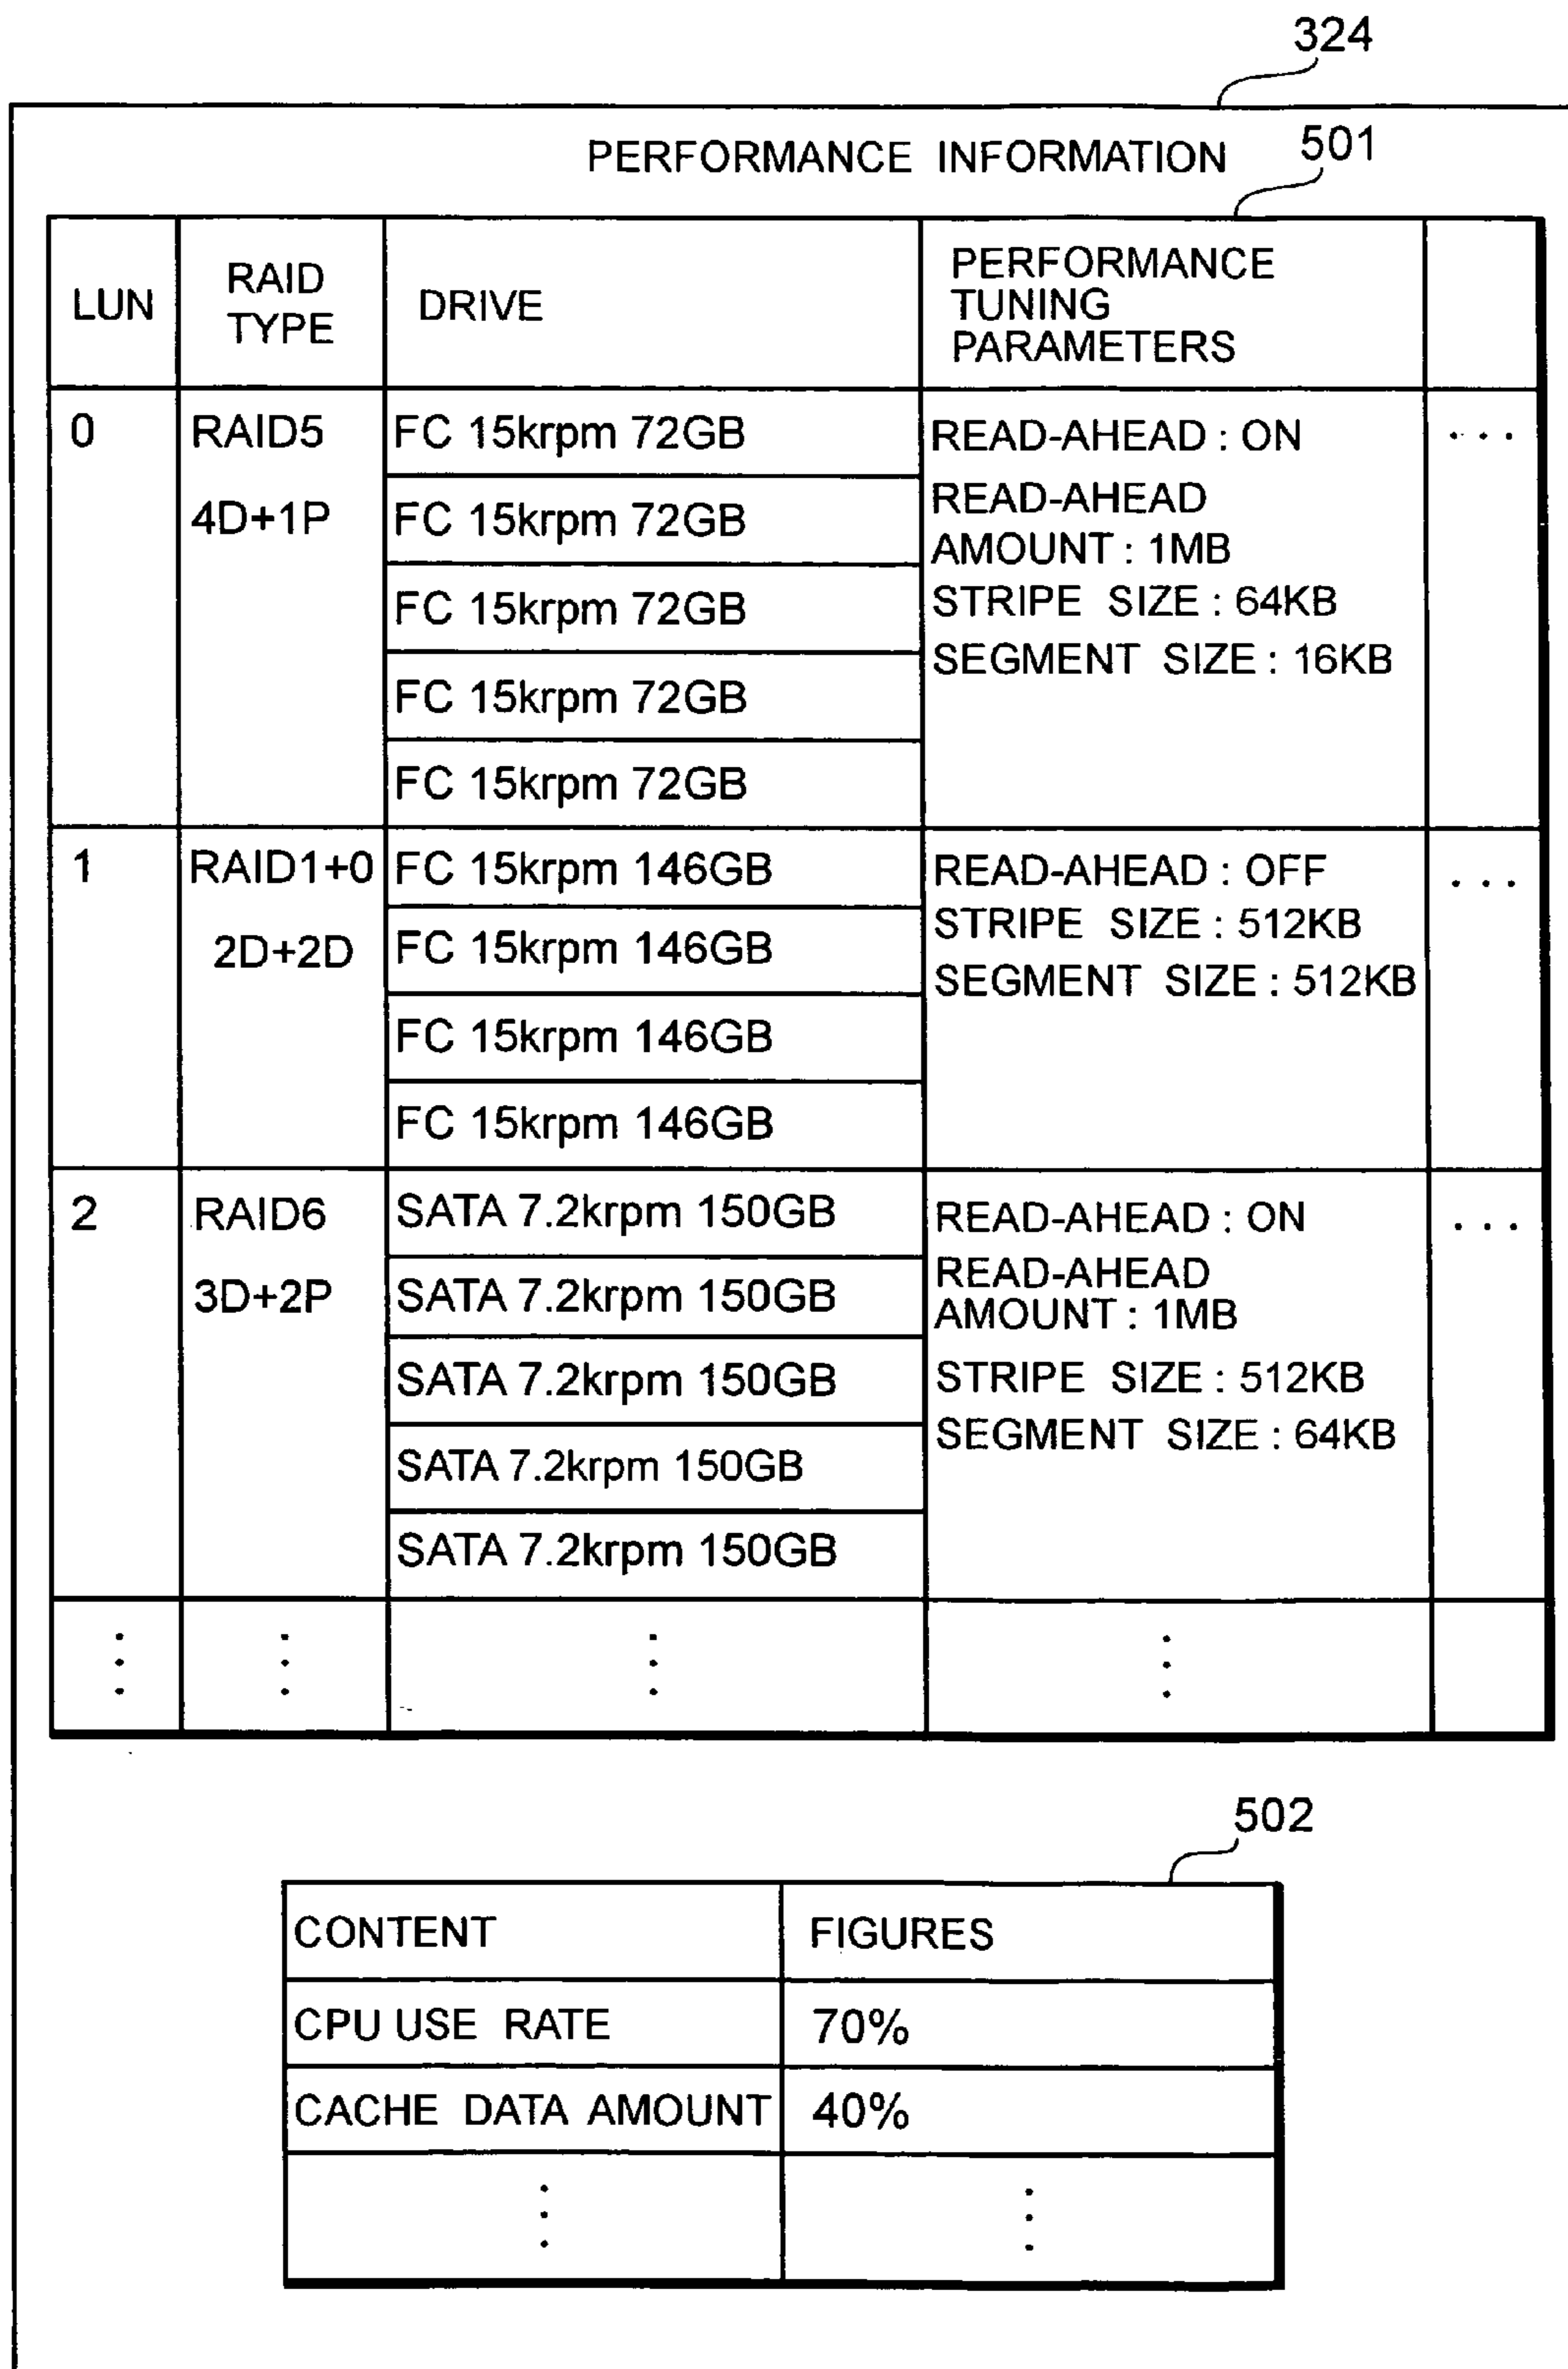 324
PERFORMANCE INFORMATION
501
LUN
RAID
TYPE
DRIVE
PERFORMANCE
TUNING
PARAMETERS
0
RAID5
4D+1P
FC 15krpm 72GB
FC 15krpm 72GB
FC 15krpm 72GB
FC 15krpm 72GB
FC 15krpm 72GB
READ-AHEAD : ON
READ-AHEAD
AMOUNT : 1MB
STRIPE SIZE : 64KB
SEGMENT SIZE : 16KB
...
1
RAID1+0
2D+2D
FC 15krpm 146GB
FC 15krpm 146GB
FC 15krpm 146GB
FC 15krpm 146GB
READ-AHEAD : OFF
STRIPE SIZE : 512KB
SEGMENT SIZE : 512KB
...
2
RAID6
3D+2P
SATA 7.2krpm 150GB
SATA 7.2krpm 150GB
SATA 7.2krpm 150GB
SATA 7.2krpm 150GB
SATA 7.2krpm 150GB
READ-AHEAD : ON
READ-AHEAD
AMOUNT : 1MB
STRIPE SIZE : 512KB
SEGMENT SIZE : 64KB
...
502
CONTENT
FIGURES
CPU USE RATE
70%
CACHE DATA AMOUNT
40%